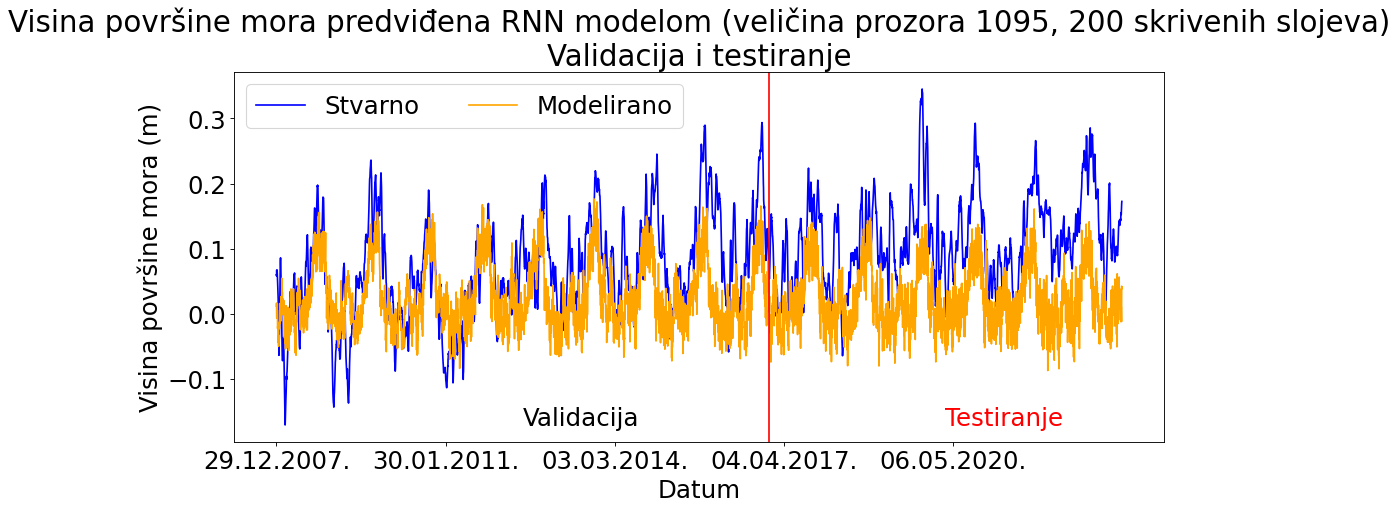 Visina površine mora predviđena RNN modelom (veličina prozora 1095, 200 skrivenih slojeva)
Validacija i testiranje
Stvarno
Modelirano
Visina površine mora (m)
0.3
0.2
0.1
0.0
−0.1
Validacija
Testiranje
29.12.2007.
30.01.2011.
03.03.2014.
04.04.2017.
06.05.2020.
Datum